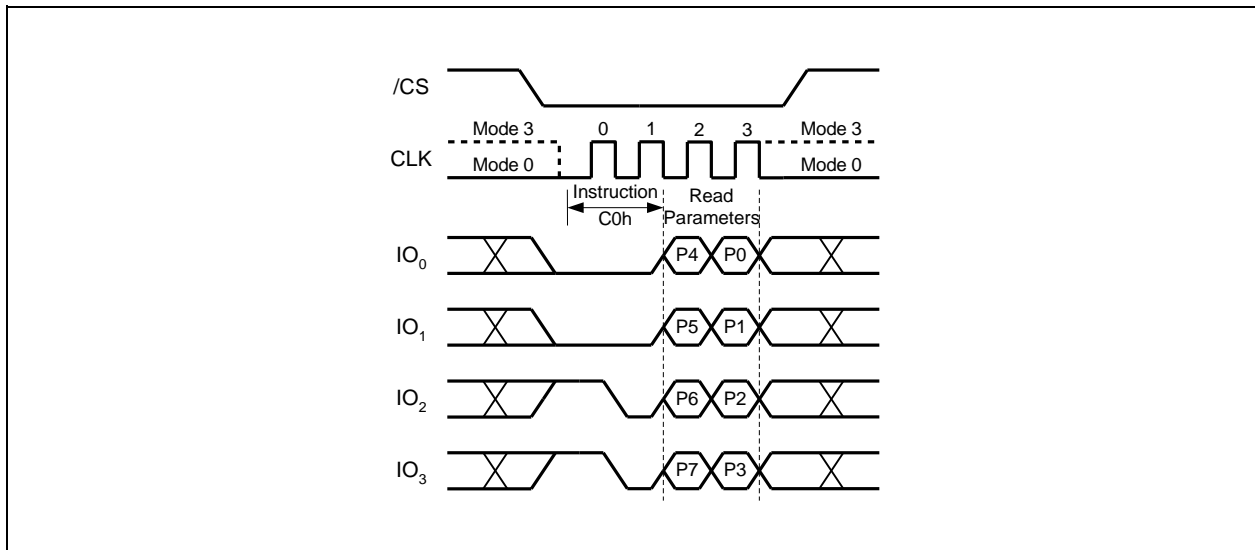 /CS
0 1 2 3
Mode 3 Mode 3
CLK
Mode 0 Mode 0
Instruction Read
C0h Parameters
IO0 P4 P0
IO1 P5 P1
IO2 P6 P2
IO3 P7 P3